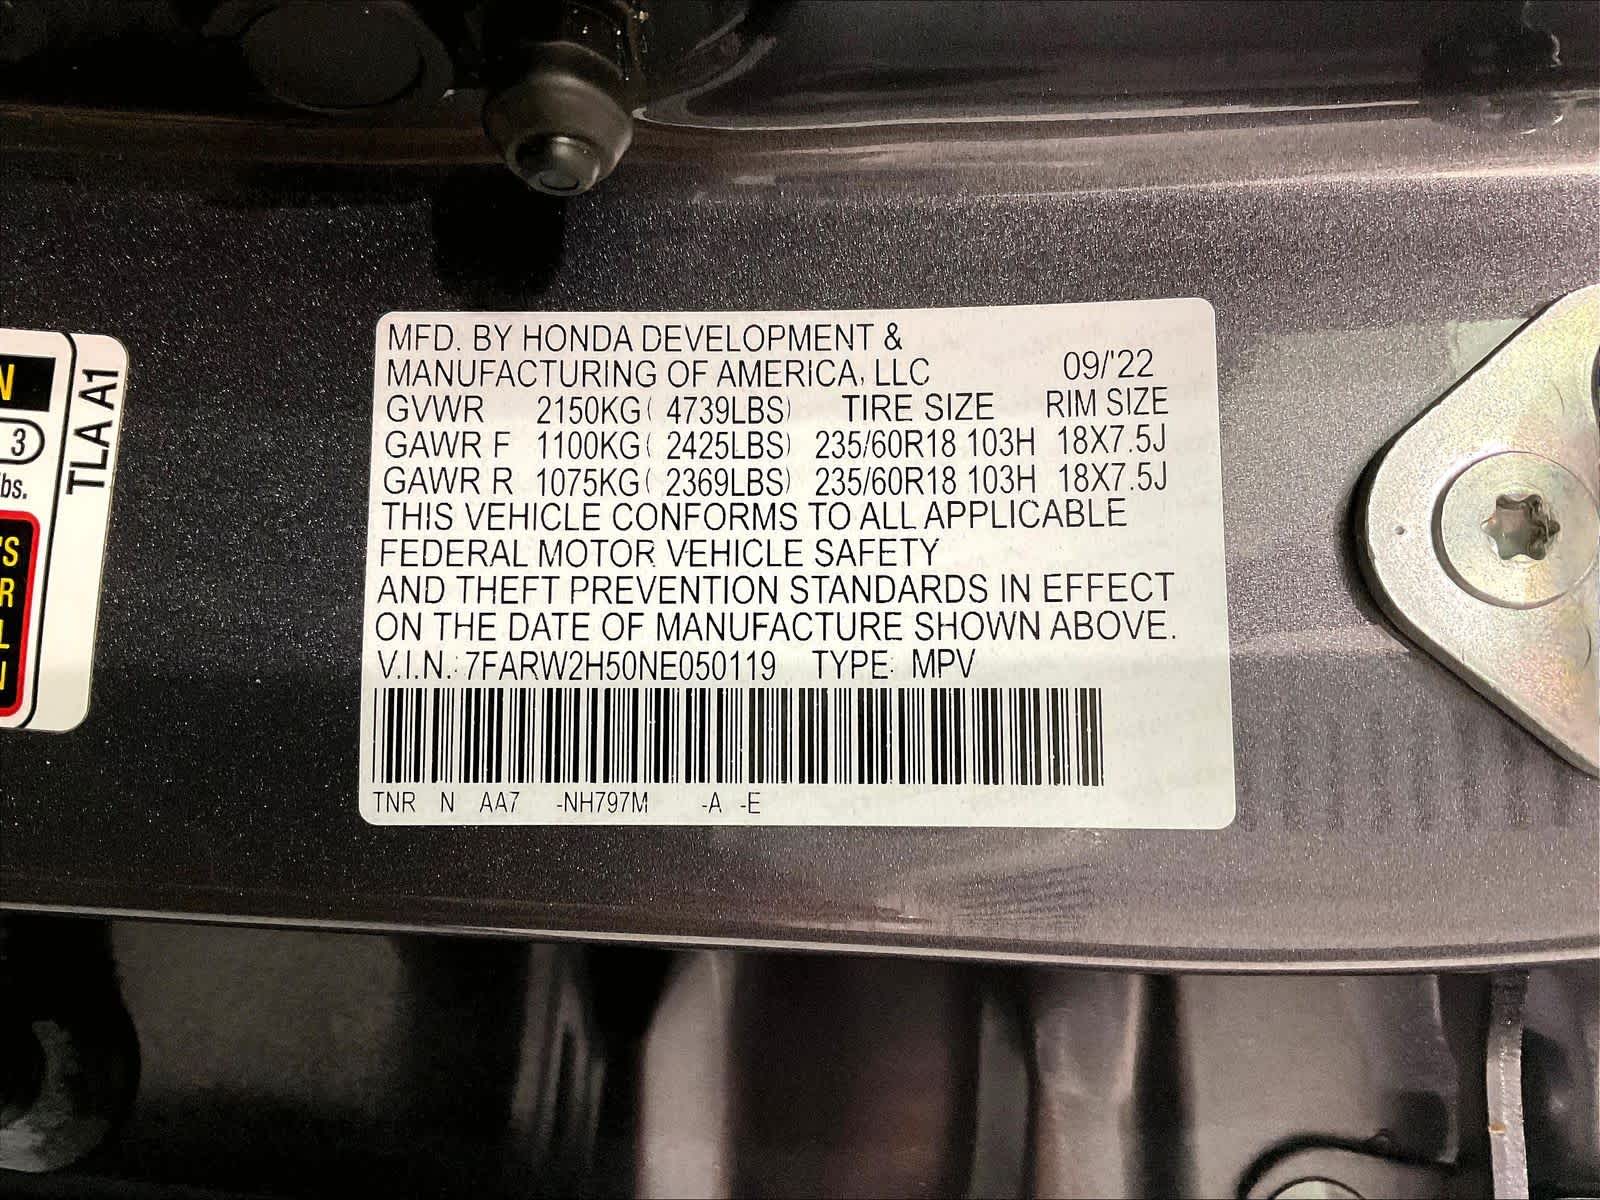 N
3
lbs.
'S
R
L
N
TLA A1
MFD. BY HONDA DEVELOPMENT &
MANUFACTURING OF AMERICA, LLC 09/'22
GVWR 2150KG( 4739LBS) TIRE SIZE RIM SIZE
GAWR F 1100KG( 2425LBS) 235/60R18 103H 18X7.5J
GAWR R 1075KG( 2369LBS) 235/60R18 103H 18X7.5J
THIS VEHICLE CONFORMS TO ALL APPLICABLE
FEDERAL MOTOR VEHICLE SAFETY
AND THEFT PREVENTION STANDARDS IN EFFECT
ON THE DATE OF MANUFACTURE SHOWN ABOVE.
V.I.N.: 7FARW2H50NE050119 TYPE: MPV
TNR N AA7 -NH797M -A -E